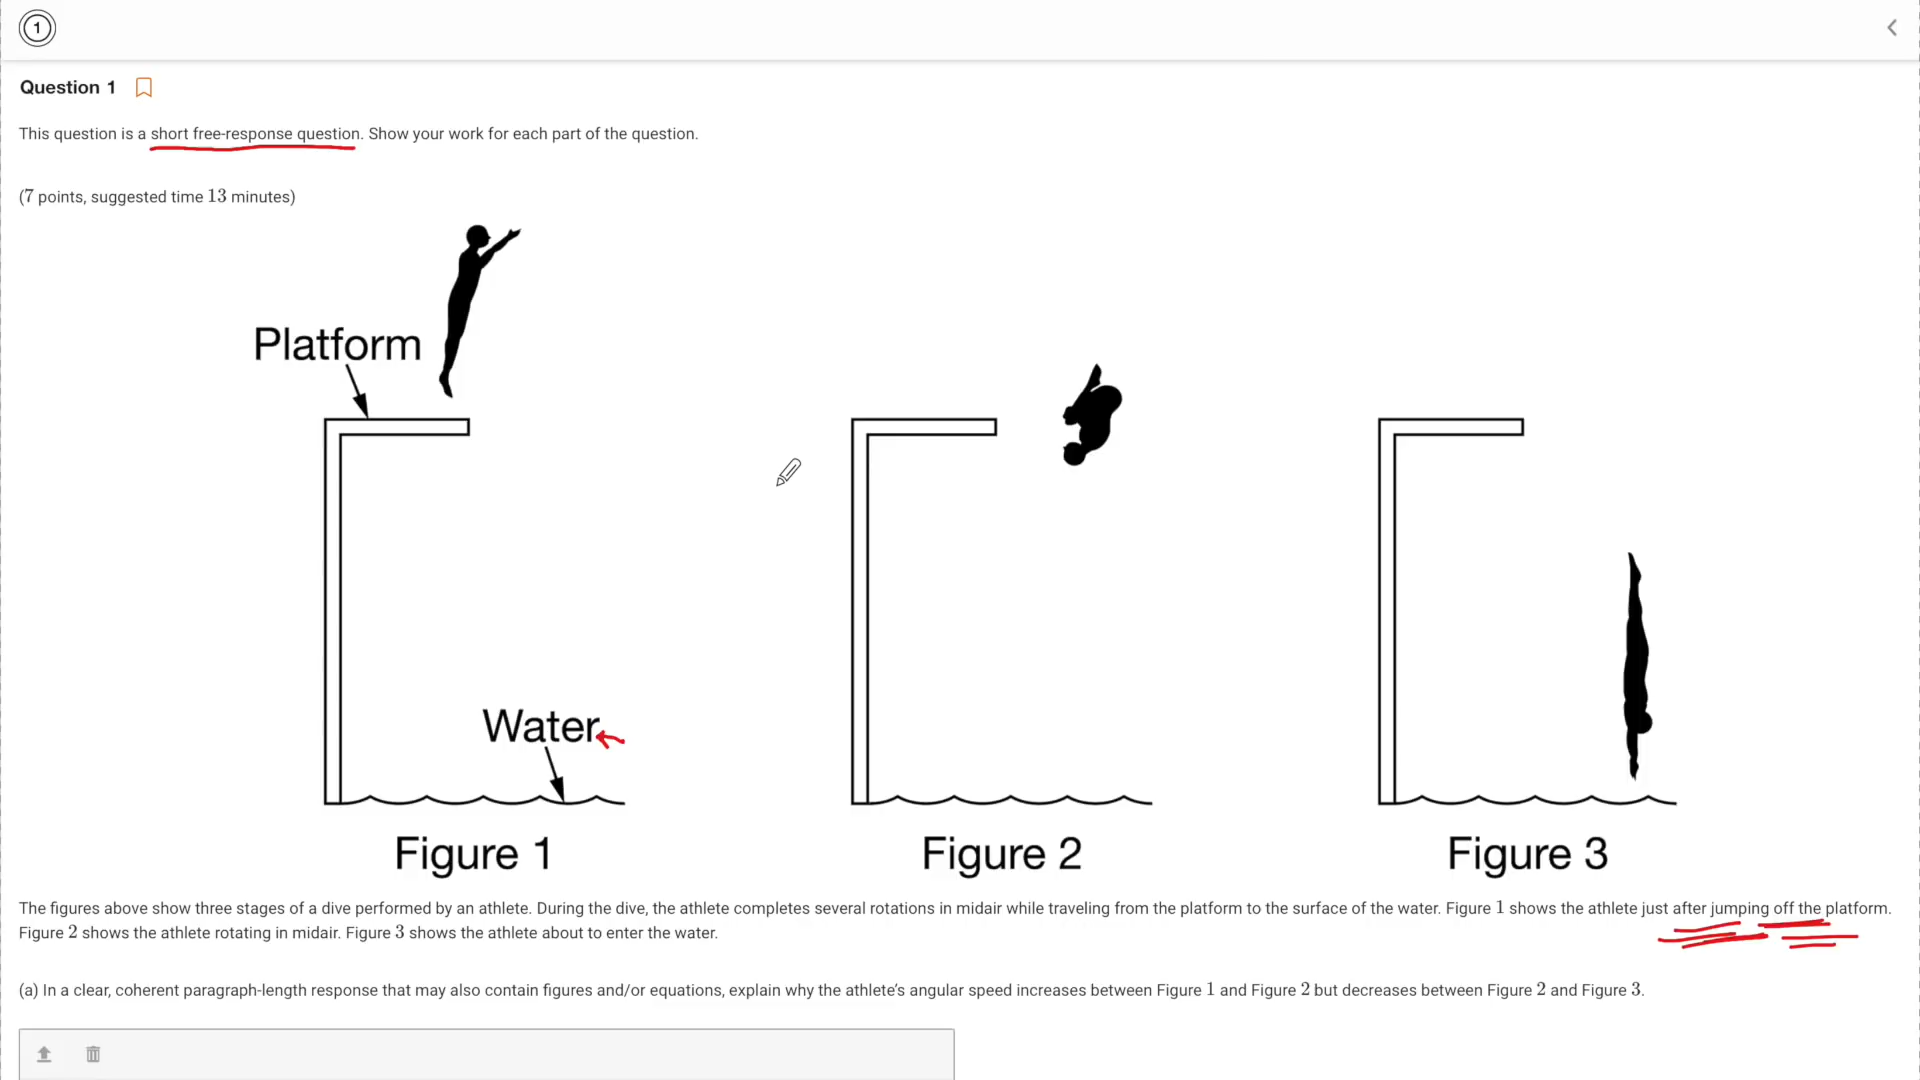 1
Question 1
This question is a short free-response question. Show your work for each part of the question.
(7 points, suggested time 13 minutes)
Platform
Water
Figure 1
Figure 2
Figure 3
The figures above show three stages of a dive performed by an athlete. During the dive, the athlete completes several rotations in midair while traveling from the platform to the surface of the water. Figure 1 shows the athlete just after jumping off the platform.
Figure 2 shows the athlete rotating in midair. Figure 3 shows the athlete about to enter the water.
(a) In a clear, coherent paragraph-length response that may also contain figures and/or equations, explain why the athlete's angular speed increases between Figure 1 and Figure 2 but decreases between Figure 2 and Figure 3.